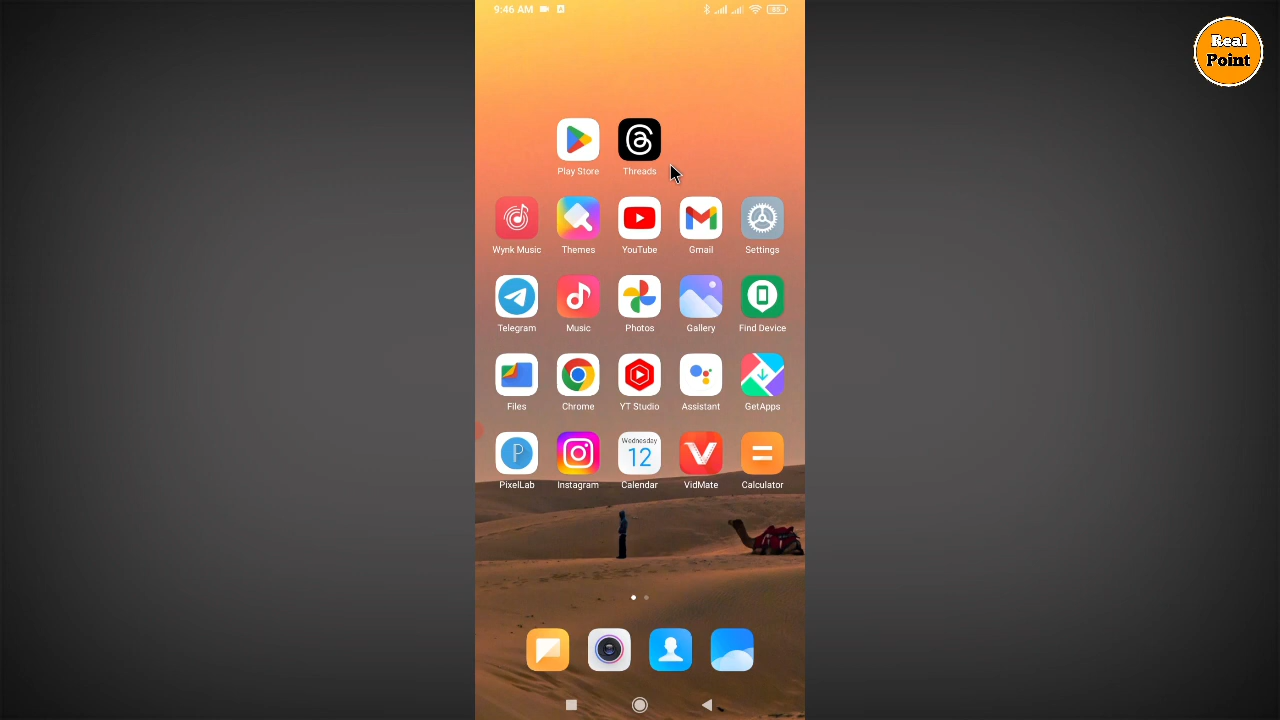 9:46 AM
65
Real
Point
Play Store
Threads
Wynk Music
Themes
YouTube
Gmail
Settings
Telegram
Music
Photos
Gallery
Find Device
Files
Chrome
YT Studio
Assistant
GetApps
Wednesday
12
PixelLab
Instagram
Calendar
VidMate
Calculator